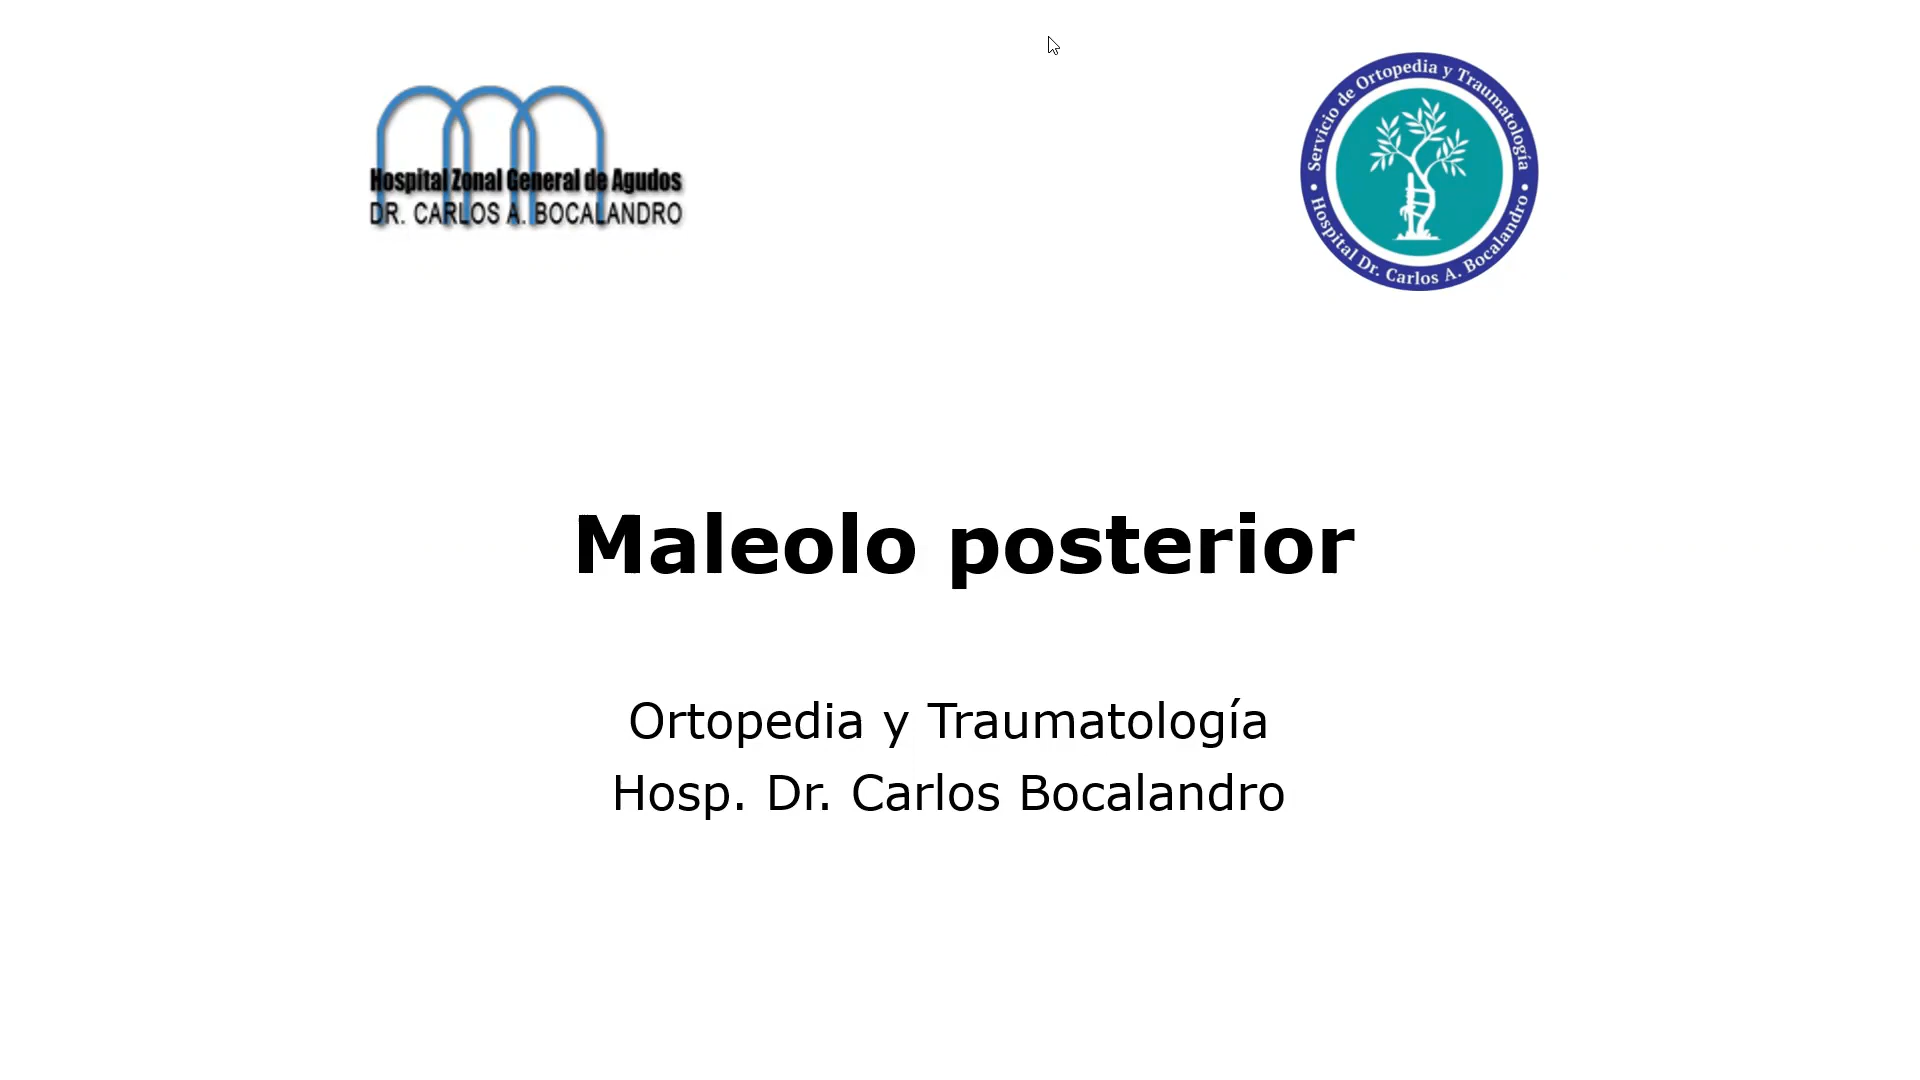 Hospital Zonal General de Agudos
DR. CARLOS A. BOCALANDRO
Servicio de Ortopedia y Traumatología
Hospital Dr. Carlos A. Bocalandro
Maleolo posterior
Ortopedia y Traumatología
Hosp. Dr. Carlos Bocalandro